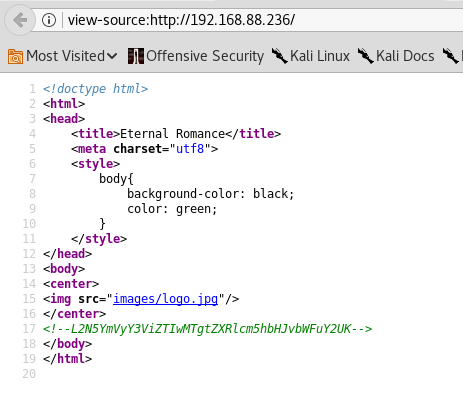 view-source:http://192.168.88.236/
Most Visited Offensive Security Kali Linux Kali Docs
1 <!doctype html>
2 <html>
3 <head>
4     <title>Eternal Romance</title>
5     <meta charset="utf8">
6     <style>
7         body{
8             background-color: black;
9             color: green;
10         }
11     </style>
12 </head>
13 <body>
14 <center>
15 <img src="images/logo.jpg"/>
16 </center>
17 <!--L2N5YmVyY3ViZTIwMTgtZXRlcm5hbHJvbWFuY2UK-->
18 </body>
19 </html>
20